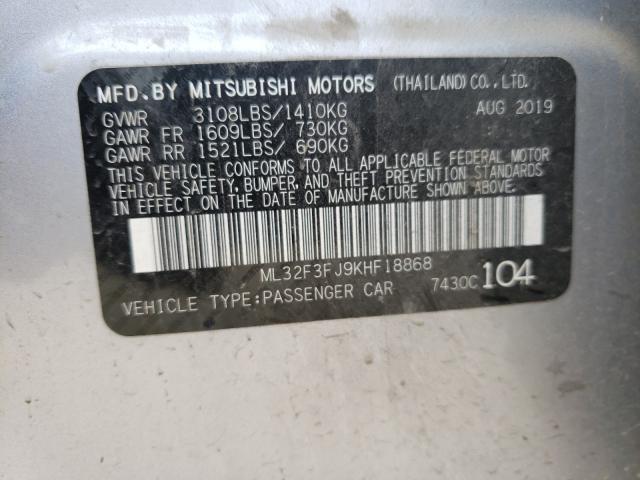 MFD. BY MITSUBISHI MOTORS (THAILAND) CO., LTD.
GVWR 3108LBS/1410KG AUG 2019
GAWR FR 1609LBS/ 730KG
GAWR RR 1521LBS/ 690KG
THIS VEHICLE CONFORMS TO ALL APPLICABLE FEDERAL MOTOR
VEHICLE SAFETY, BUMPER, AND THEFT PREVENTION STANDARDS
IN EFFECT ON THE DATE OF MANUFACTURE SHOWN ABOVE.
ML32F3FJ9KHF18868
VEHICLE TYPE:PASSENGER CAR 7430C 104